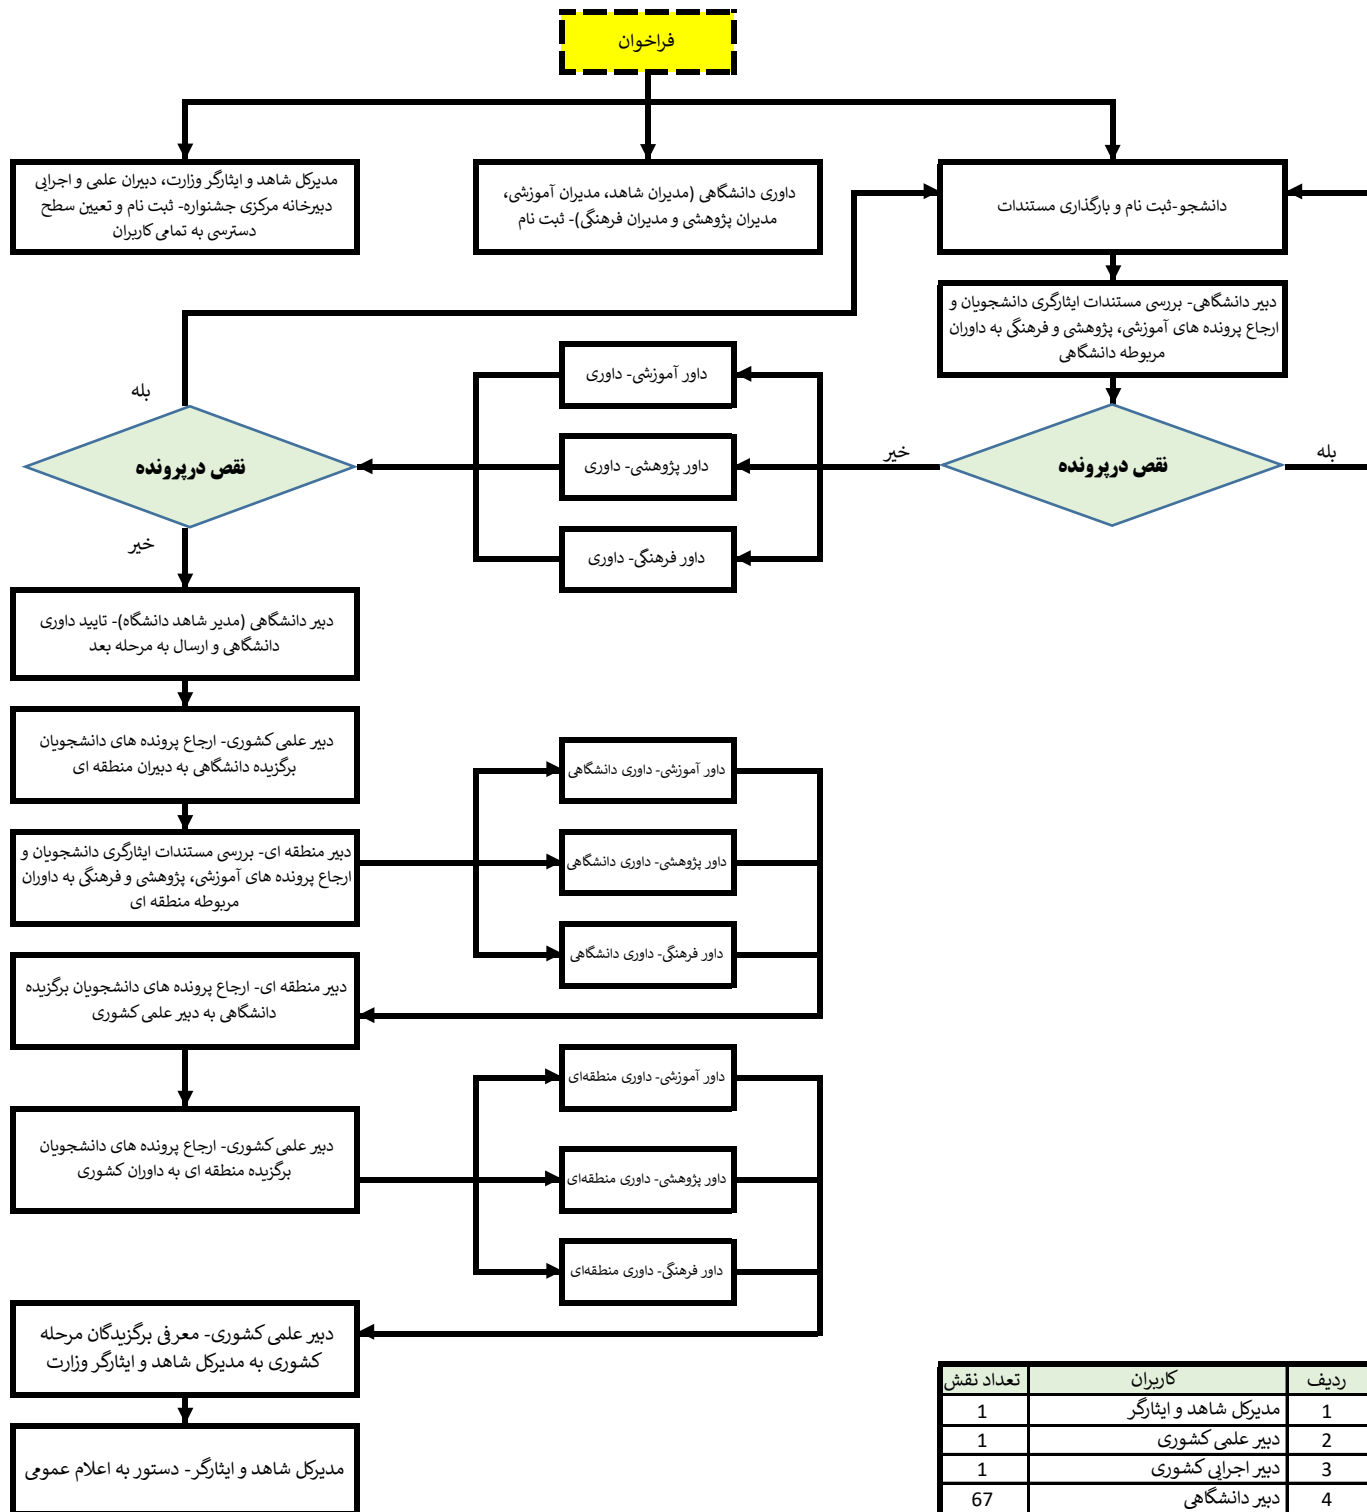 فراخوان
دانشجو-ثبت نام و بارگذاری مستندات
داوری دانشگاهی (مدیران شاهد، مدیران آموزشی،
مدیران پژوهشی و مدیران فرهنگی)- ثبت نام
مدیرکل شاهد و ایثارگر وزارت، دبیران علمی و اجرایی
دبیرخانه مرکزی جشنواره- ثبت نام و تعیین سطح
دسترسی به تمامی کاربران
دبیر دانشگاهی- بررسی مستندات ایثارگری دانشجویان و
ارجاع پرونده های آموزشی، پژوهشی و فرهنگی به داوران
مربوطه دانشگاهی
نقص درپرونده
بله
خیر
داور آموزشی- داوری
داور پژوهشی- داوری
داور فرهنگی- داوری
بله
نقص درپرونده
خیر
دبیر دانشگاهی (مدیر شاهد دانشگاه)- تایید داوری
دانشگاهی و ارسال به مرحله بعد
دبیر علمی کشوری- ارجاع پرونده های دانشجویان
برگزیده دانشگاهی به دبیران منطقه ای
دبیر منطقه ای- بررسی مستندات ایثارگری دانشجویان و
ارجاع پرونده های آموزشی، پژوهشی و فرهنگی به داوران
مربوطه منطقه ای
داور آموزشی- داوری دانشگاهی
داور پژوهشی- داوری دانشگاهی
داور فرهنگی- داوری دانشگاهی
دبیر منطقه ای- ارجاع پرونده های دانشجویان برگزیده
دانشگاهی به دبیر علمی کشوری
دبیر علمی کشوری- ارجاع پرونده های دانشجویان
برگزیده منطقه ای به داوران کشوری
داور آموزشی- داوری منطقه‌ای
داور پژوهشی- داوری منطقه‌ای
داور فرهنگی- داوری منطقه‌ای
دبیر علمی کشوری- معرفی برگزیدگان مرحله
کشوری به مدیرکل شاهد و ایثارگر وزارت
مدیرکل شاهد و ایثارگر- دستور به اعلام عمومی
ردیف کاربران تعداد نقش
1 مدیرکل شاهد و ایثارگر 1
2 دبیر علمی کشوری 1
3 دبیر اجرایی کشوری 1
4 دبیر دانشگاهی 67